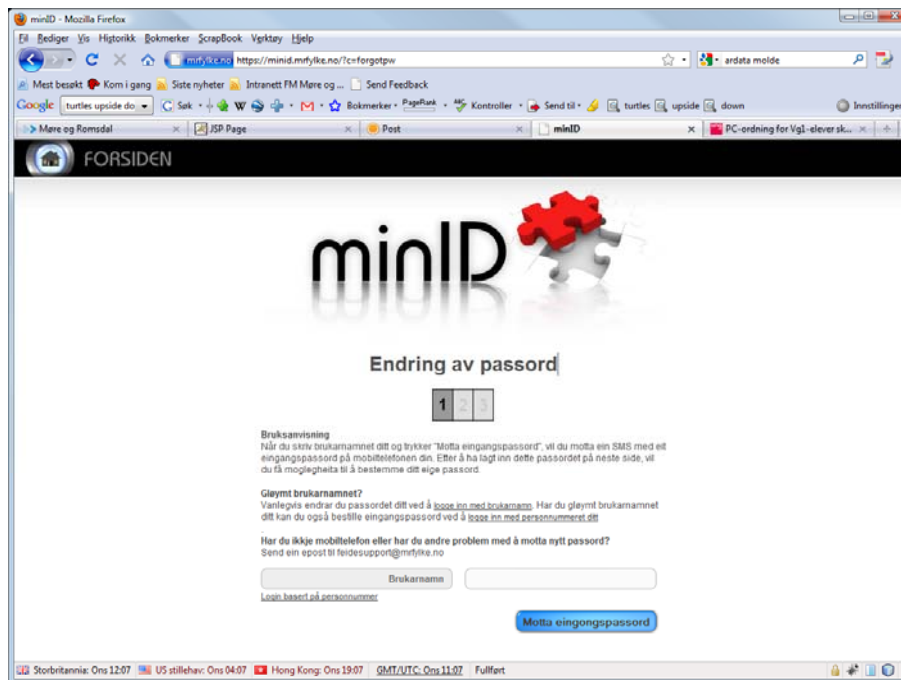 minID - Mozilla Firefox
Fil Rediger Vis Historikk Bokmerker ScrapBook Verktøy Hjelp
mrfylke.no https://minid.mrfylke.no/?c=forgotpw ardata molde
Mest besøkt Kom i gang Siste nyheter Intranett FM Møre og ... Send Feedback
Google turtles upside do Søk Bokmerker PageRank Kontroller Send til turtles upside down Innstillinger
Møre og Romsdal JSP Page Post minID PC-ordning for Vg1-elever sk...
FORSIDEN
minID
Endring av passord
1 2 3
Bruksanvisning
Når du skriv brukarnamnet ditt og trykker "Motta eingangspassord", vil du motta ein SMS med eit
eingangspassord på mobiltelefonen din. Etter å ha lagt inn dette passordet på neste side, vil
du få moglegheita til å bestemme ditt eige passord
Gløymt brukarnamnet?
Vanlegvis endrar du passordet ditt ved å logge inn med brukarnamn. Har du gløymt brukarnamnet
ditt kan du også bestille eingangspassord ved å logge inn med personnummeret ditt
Har du ikkje mobiltelefon eller har du andre problem med å motta nytt passord?
Send ein epost til feidesupport@mrfylke.no
Brukarnamn
Login basert på personnummer
Motta eingongspassord
Storbritannia: Ons 12:07 US stillehav: Ons 04:07 Hong Kong: Ons 19:07 GMT/UTC: Ons 11:07 Fullført